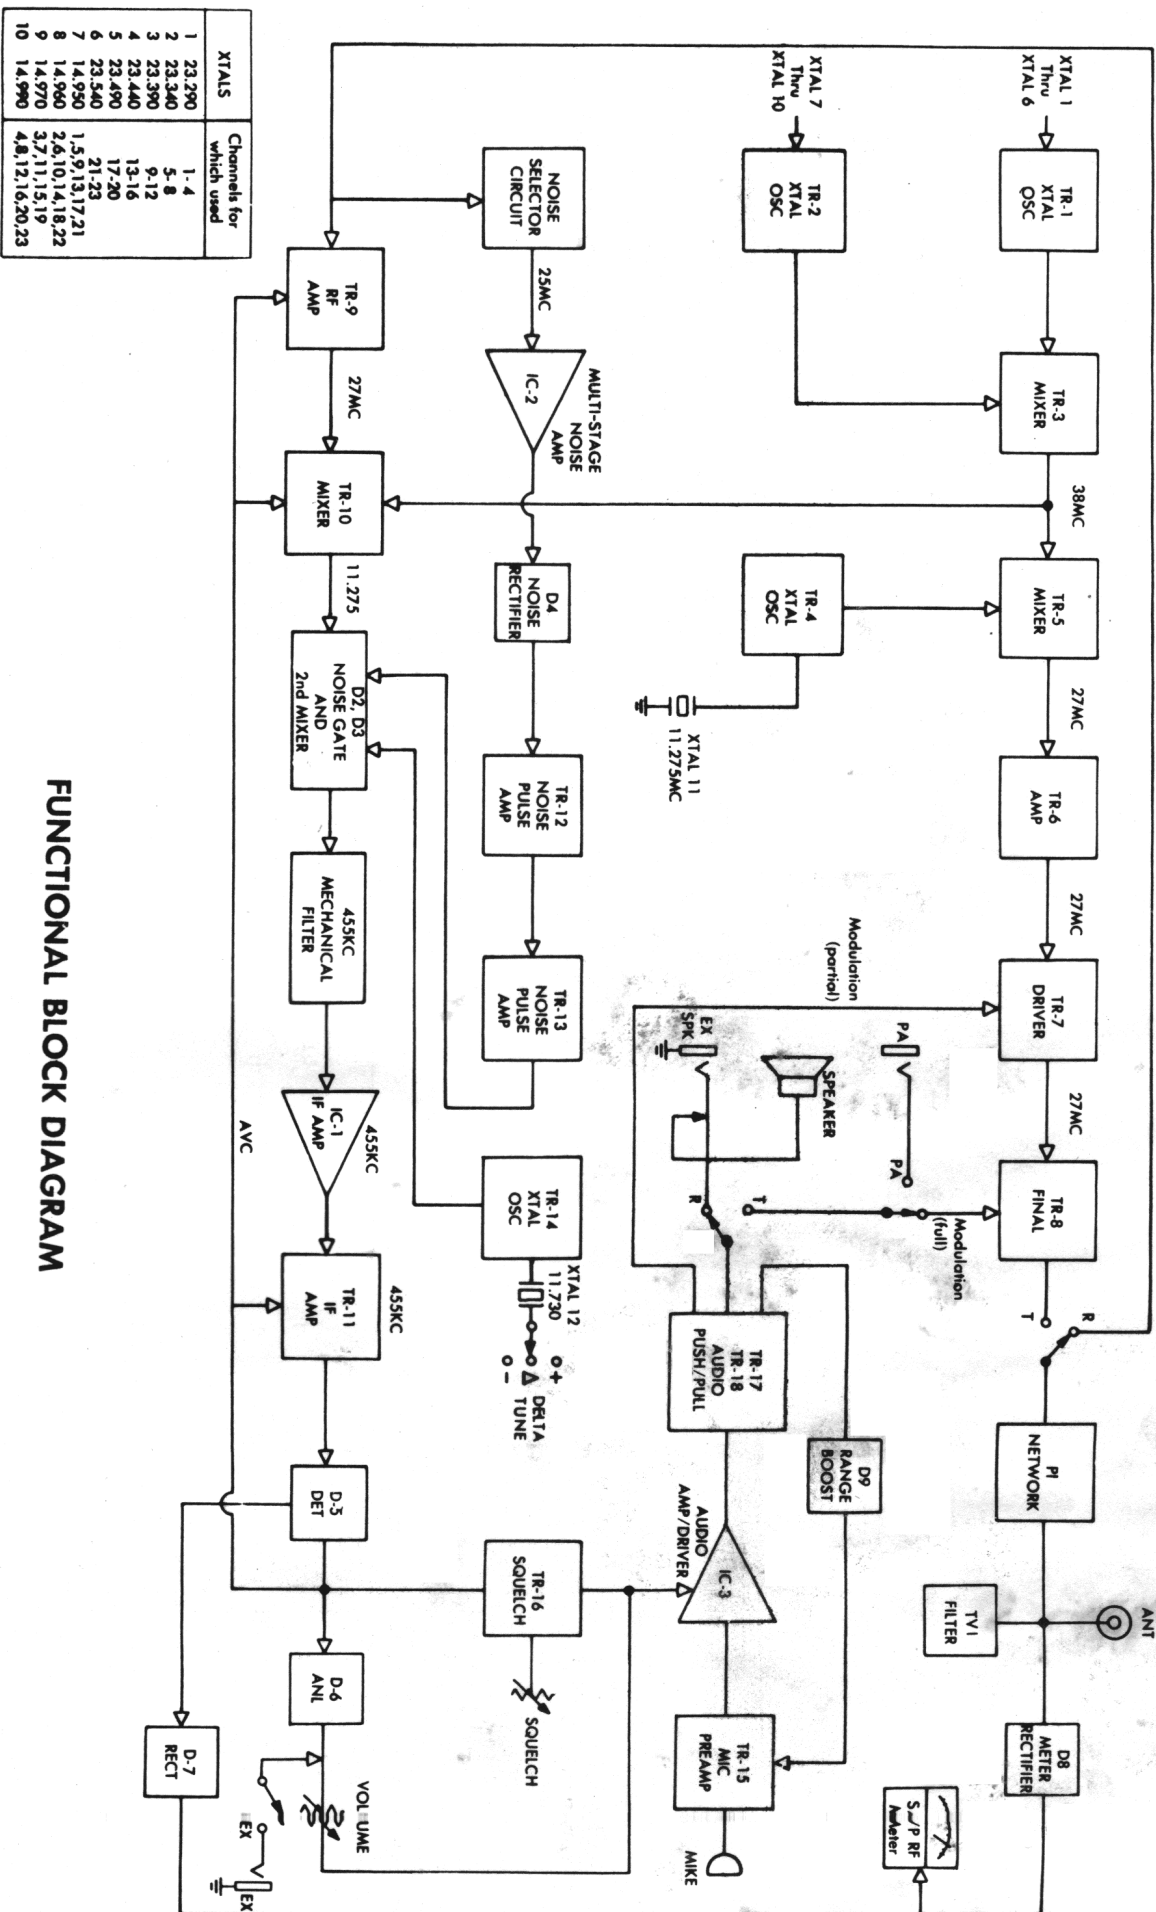 XTAL 1
Thru
XTAL 6
TR-1
XTAL
OSC
TR-3
MIXER
38MC
TR-5
MIXER
27MC
TR-6
AMP
27MC
TR-7
DRIVER
27MC
TR-8
FINAL
T
R
PI
NETWORK
ANT
TVI
FILTER
D8
METER
RECTIFIER
XTAL 7
Thru
XTAL 10
TR-2
XTAL
OSC
TR-4
XTAL
OSC
XTAL 11
11.275MC
Modulation
(partial)
PA
PA
Modulation
(full)
SPEAKER
EX
SPK
R
T
TR-17
TR-18
AUDIO
PUSH/PULL
D9
RANGE
BOOST
AUDIO
AMP/DRIVER
IC-3
TR-15
MIC
PREAMP
MIKE
S /P RF
NOISE
SELECTOR
CIRCUIT
25MC
IC-2
MULTI-STAGE
NOISE
AMP
D4
NOISE
RECTIFIER
TR-12
NOISE
PULSE
AMP
TR-13
NOISE
PULSE
AMP
TR-14
XTAL
OSC
XTAL 12
11.730
+
Δ
-
DELTA
TUNE
TR-16
SQUELCH
SQUELCH
TR-9
RF
AMP
27MC
TR-10
MIXER
11.275
D2, D3
NOISE GATE
AND
2nd MIXER
455KC
MECHANICAL
FILTER
IC-1
IF AMP
455KC
TR-11
IF
AMP
455KC
D-5
DET
D-6
ANL
VOLUME
EX
EX
AVC
D-7
RECT
XTALS Channels for
which used
1 23.290 1-4
2 23.340 5-8
3 23.390 9-12
4 23.440 13-16
5 23.490 17-20
6 23.540 21-23
7 14.950 1,5,9,13,17,21
8 14.960 2,6,10,14,18,22
9 14.970 3,7,11,15,19
10 14.990 4,8,12,16,20,23
FUNCTIONAL BLOCK DIAGRAM